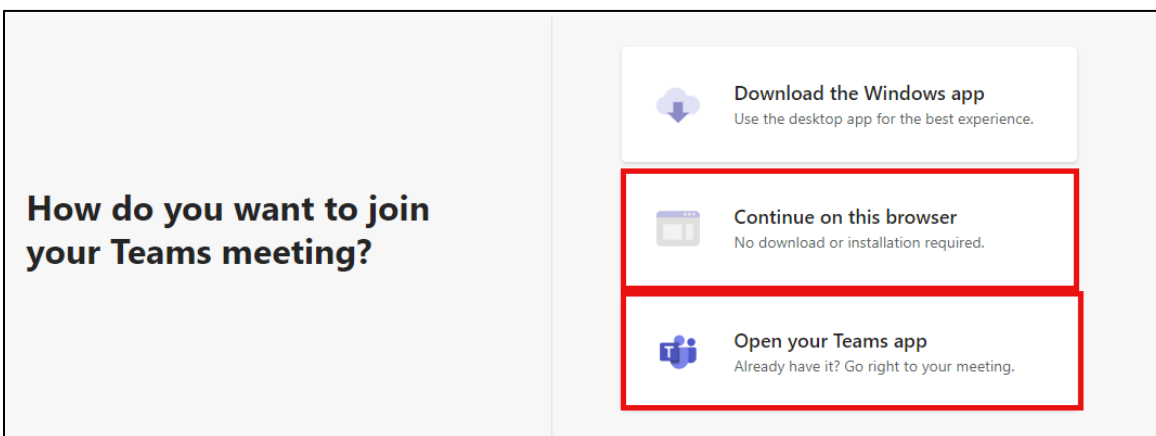 How do you want to join
your Teams meeting?
Download the Windows app
Use the desktop app for the best experience.
Continue on this browser
No download or installation required.
Open your Teams app
Already have it? Go right to your meeting.